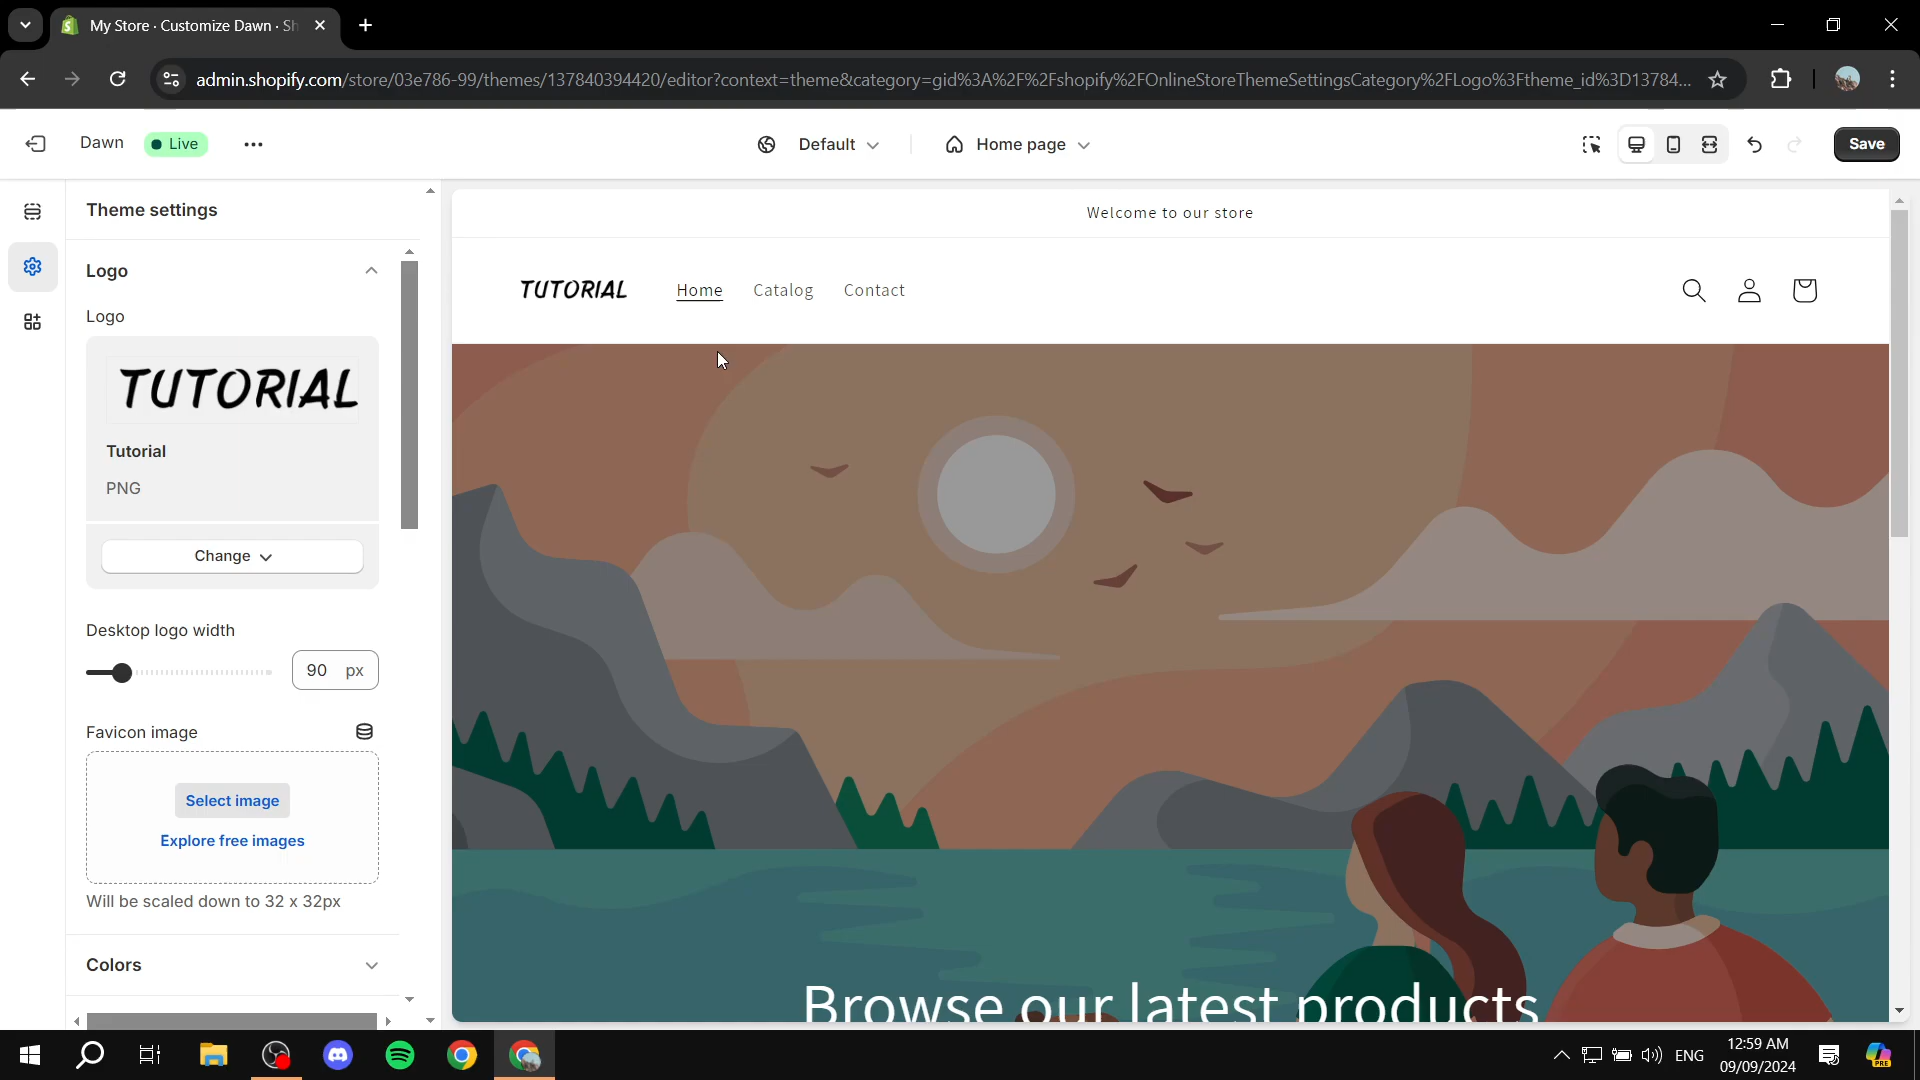 My Store · Customize Dawn · Sh
admin.shopify.com/store/03e786-99/themes/137840394420/editor?context=theme&category=gid%3A%2F%2Fshopify%2FOnlineStoreThemeSettingsCategory%2FLogo%3Ftheme_id%3D13784...
Dawn
Live
Default
Home page
Save
Theme settings
Logo
Logo
TUTORIAL
Tutorial
PNG
Change
Desktop logo width
90 px
Favicon image
Select image
Explore free images
Will be scaled down to 32 x 32px
Colors
Welcome to our store
TUTORIAL
Home
Catalog
Contact
Browse our latest products
ENG
12:59 AM
09/09/2024
PRE